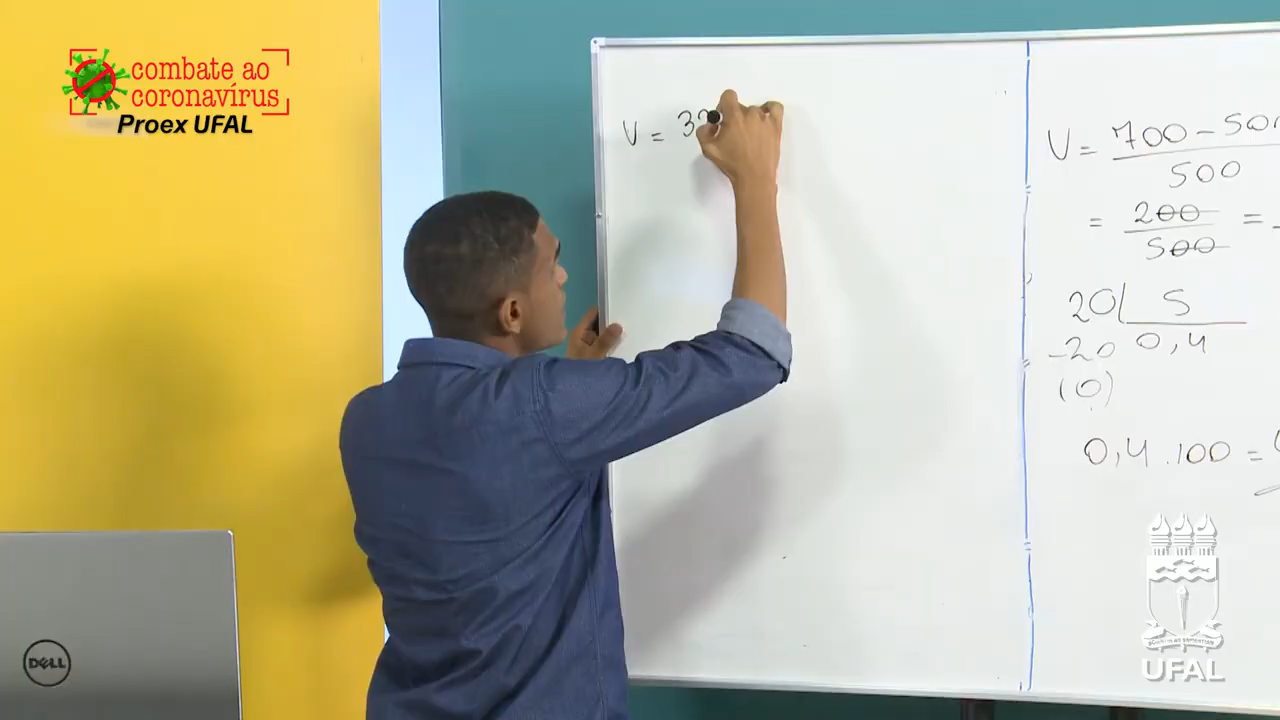 combate ao
coronavírus
Proex UFAL
V = 3
V = 700 - 500
500
= 200
500 =
20 5
-20 0,4
(0)
0,4 . 100 =
DELL
UFAL